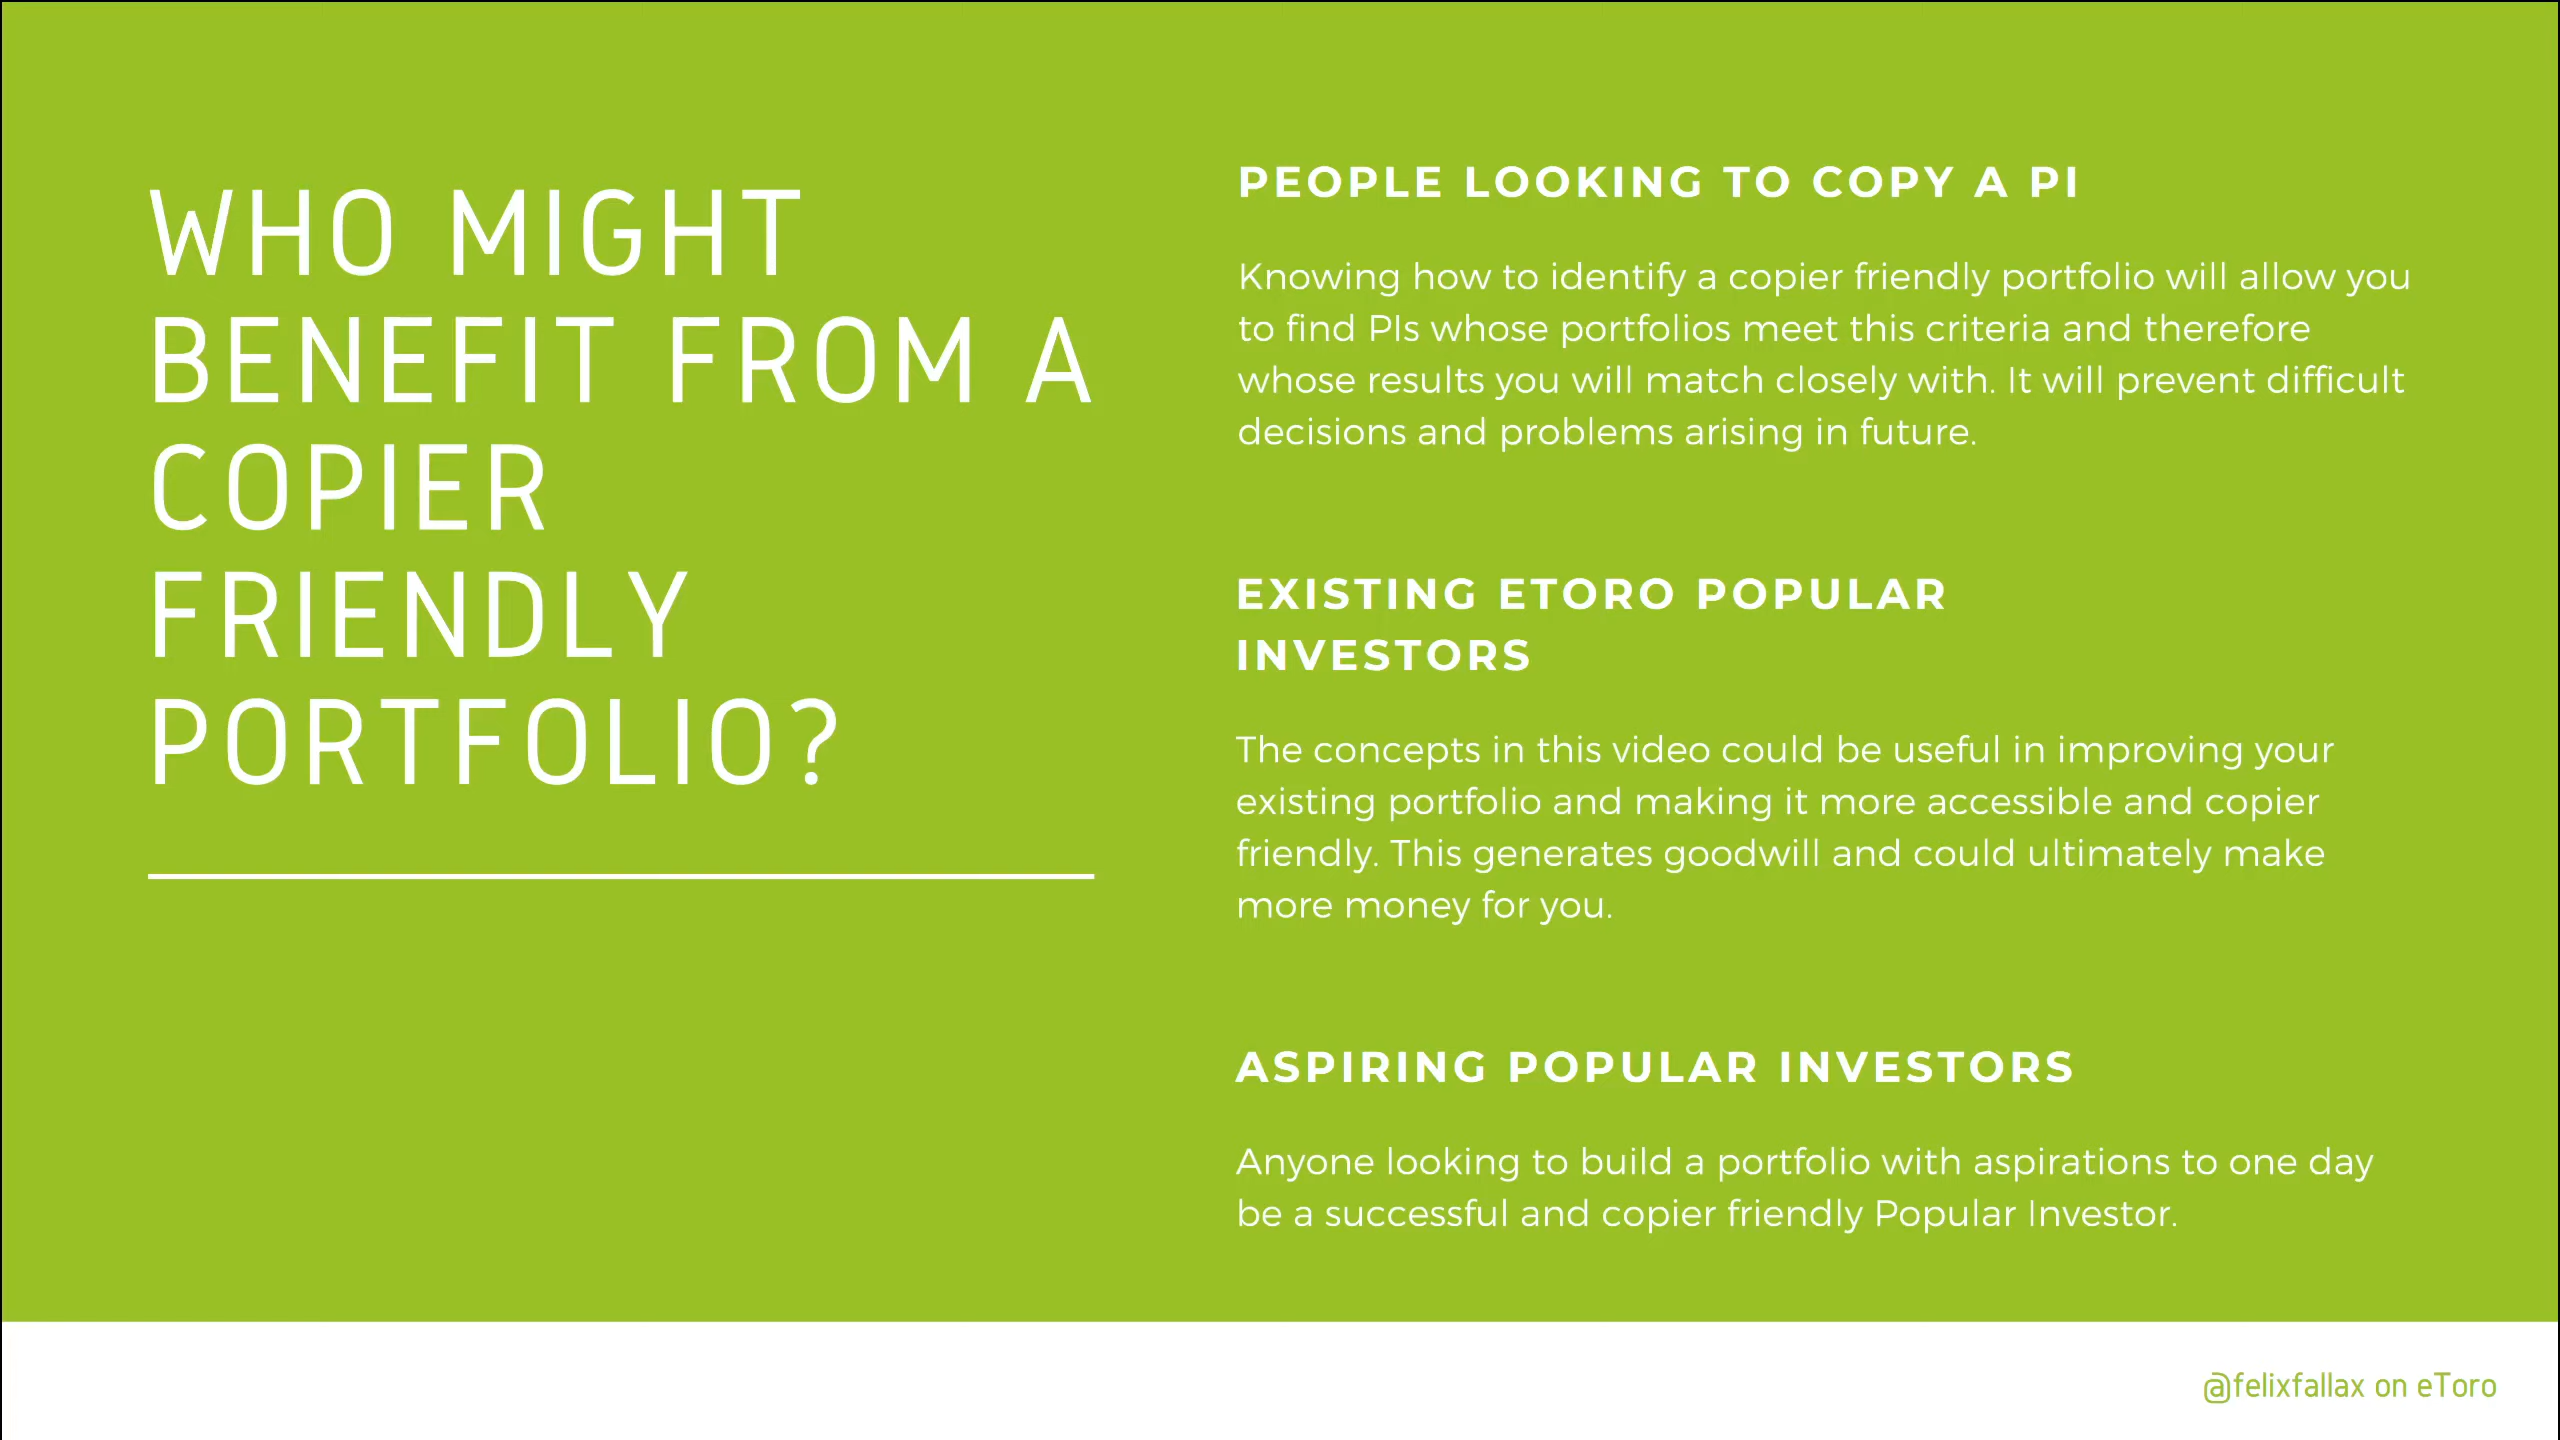 WHO MIGHT
BENEFIT FROM A
COPIER
FRIENDLY
PORTFOLIO?
PEOPLE LOOKING TO COPY A PI
Knowing how to identify a copier friendly portfolio will allow you
to find PIs whose portfolios meet this criteria and therefore
whose results you will match closely with. It will prevent difficult
decisions and problems arising in future.
EXISTING ETORO POPULAR
INVESTORS
The concepts in this video could be useful in improving your
existing portfolio and making it more accessible and copier
friendly. This generates goodwill and could ultimately make
more money for you.
ASPIRING POPULAR INVESTORS
Anyone looking to build a portfolio with aspirations to one day
be a successful and copier friendly Popular Investor.
@felixfallax on eToro